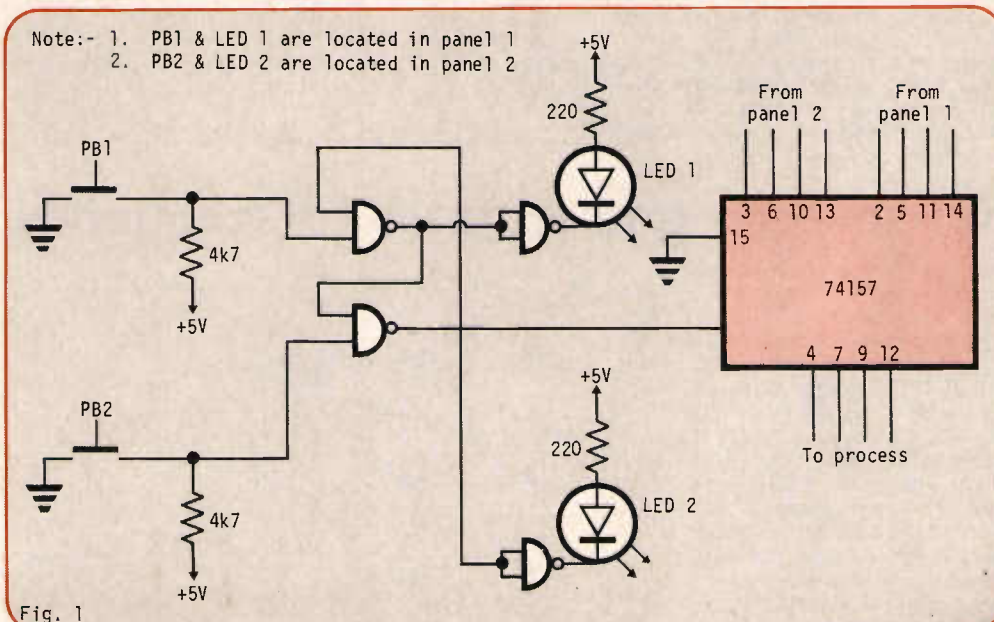 Note:- 1. PB1 & LED 1 are located in panel 1
2. PB2 & LED 2 are located in panel 2
+5V
220
LED 1
From
panel 2
From
panel 1
PB1
4k7
+5V
3 6 10 13 2 5 11 14
15
74157
4 7 9 12
To process
PB2
4k7
+5V
+5V
220
LED 2
Fig. 1